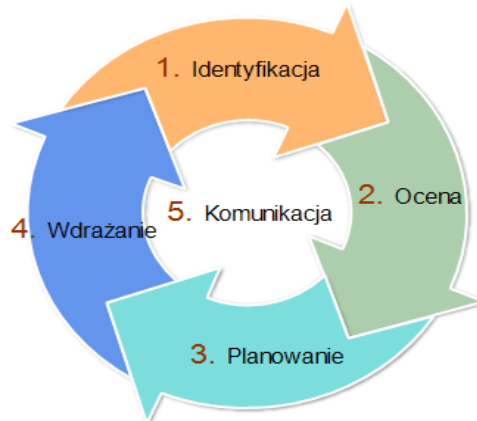 1. Identyfikacja
2. Ocena
3. Planowanie
4. Wdrażanie
5. Komunikacja